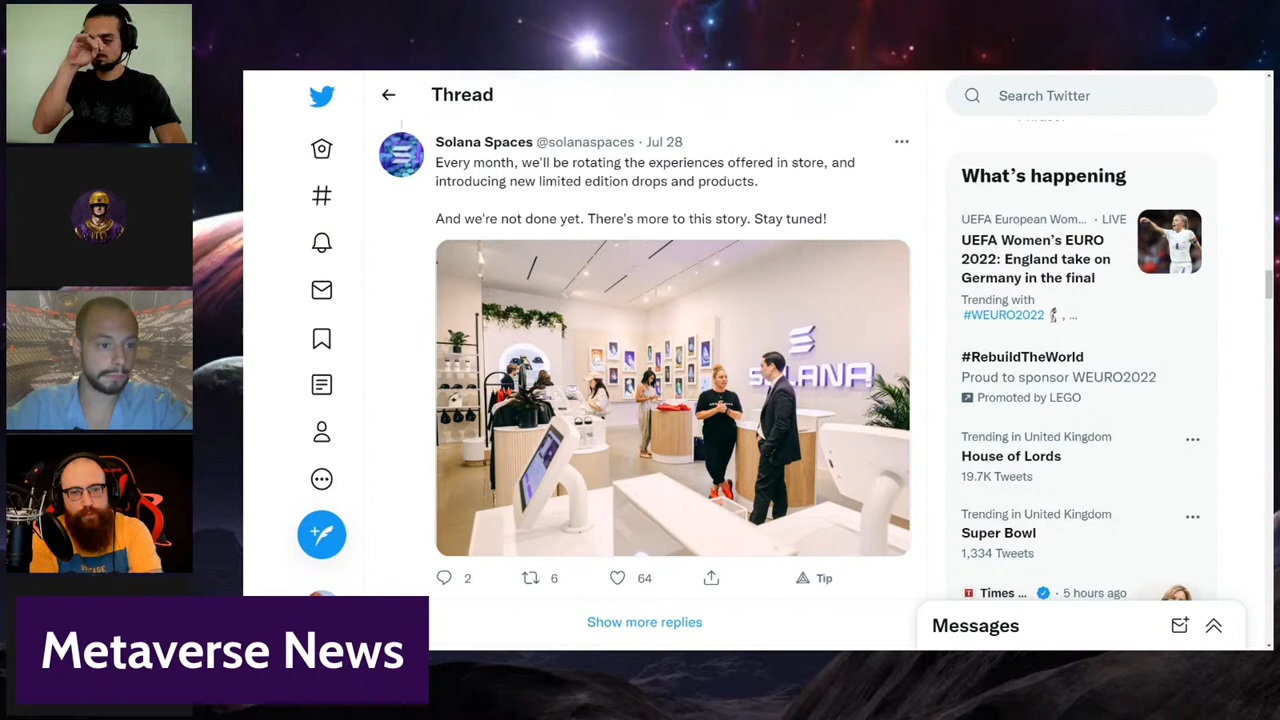 Thread
Solana Spaces @solanaspaces · Jul 28
Every month, we'll be rotating the experiences offered in store, and
introducing new limited edition drops and products.
And we're not done yet. There's more to this story. Stay tuned!
SOLANA
2
6
64
Tip
Show more replies
Search Twitter
What's happening
UEFA European Wom... · LIVE
UEFA Women's EURO
2022: England take on
Germany in the final
Trending with
#WEURO2022 , ...
#RebuildTheWorld
Proud to sponsor WEURO2022
Promoted by LEGO
Trending in United Kingdom
House of Lords
19.7K Tweets
Trending in United Kingdom
Super Bowl
1,334 Tweets
Times ... · 5 hours ago
Messages
Metaverse News